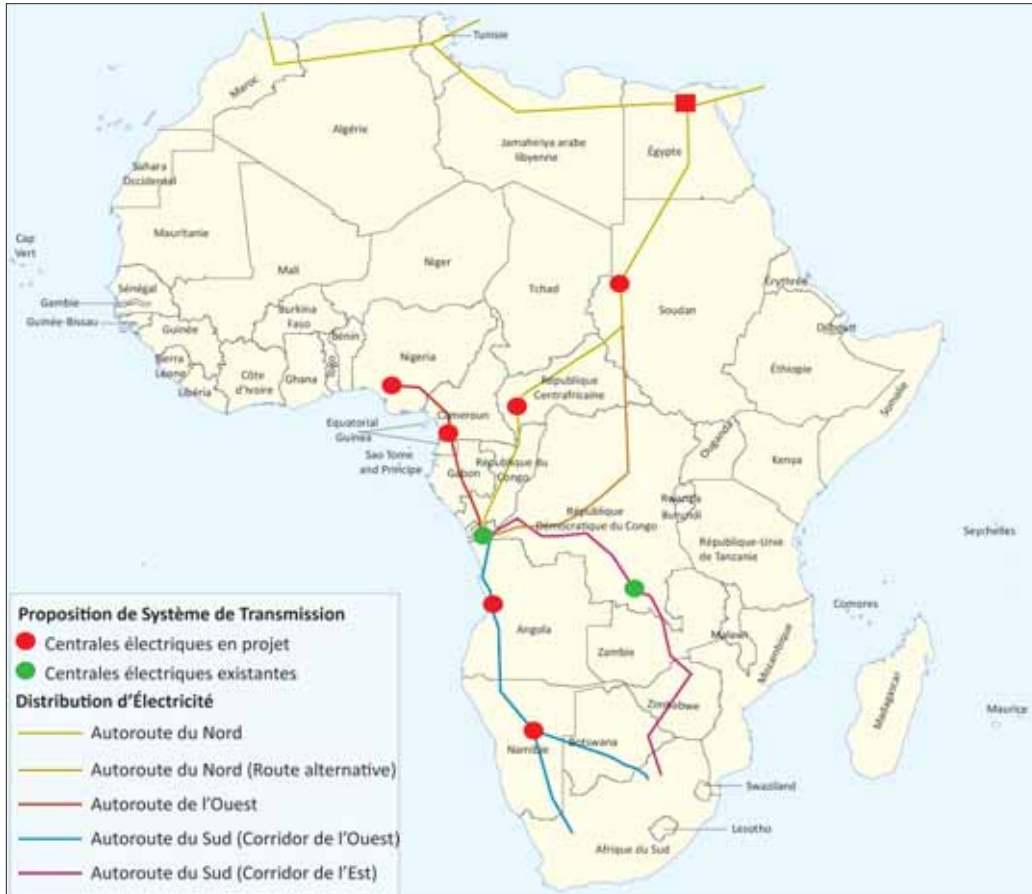 Tunisie
Maroc
Algérie
Jamahiriya arabe
libyenne
Égypte
Sahara
Occidental
Cap
Vert
Mauritanie
Mali
Niger
Tchad
Soudan
Érythrée
Sénégal
Gambie
Guinée-Bissau
Guinée
Burkina
Faso
Bénin
Djibouti
Sierra
Léone
Libéria
Côte
d'Ivoire
Ghana
Togo
Nigeria
République
Centrafricaine
Éthiopie
Somalie
Cameroun
Equatorial
Guinea
Sao Tome
and Principe
Gabon
République du
Congo
Ouganda
Kenya
Rwanda
Burundi
République
Démocratique du Congo
République-Unie
de Tanzanie
Seychelles
Comores
Angola
Zambie
Malawi
Mozambique
Madagascar
Maurice
Zimbabwe
Namibie
Botswana
Swaziland
Lesotho
Afrique du Sud
Proposition de Système de Transmission
Centrales électriques en projet
Centrales électriques existantes
Distribution d'Électricité
Autoroute du Nord
Autoroute du Nord (Route alternative)
Autoroute de l'Ouest
Autoroute du Sud (Corridor de l'Ouest)
Autoroute du Sud (Corridor de l'Est)